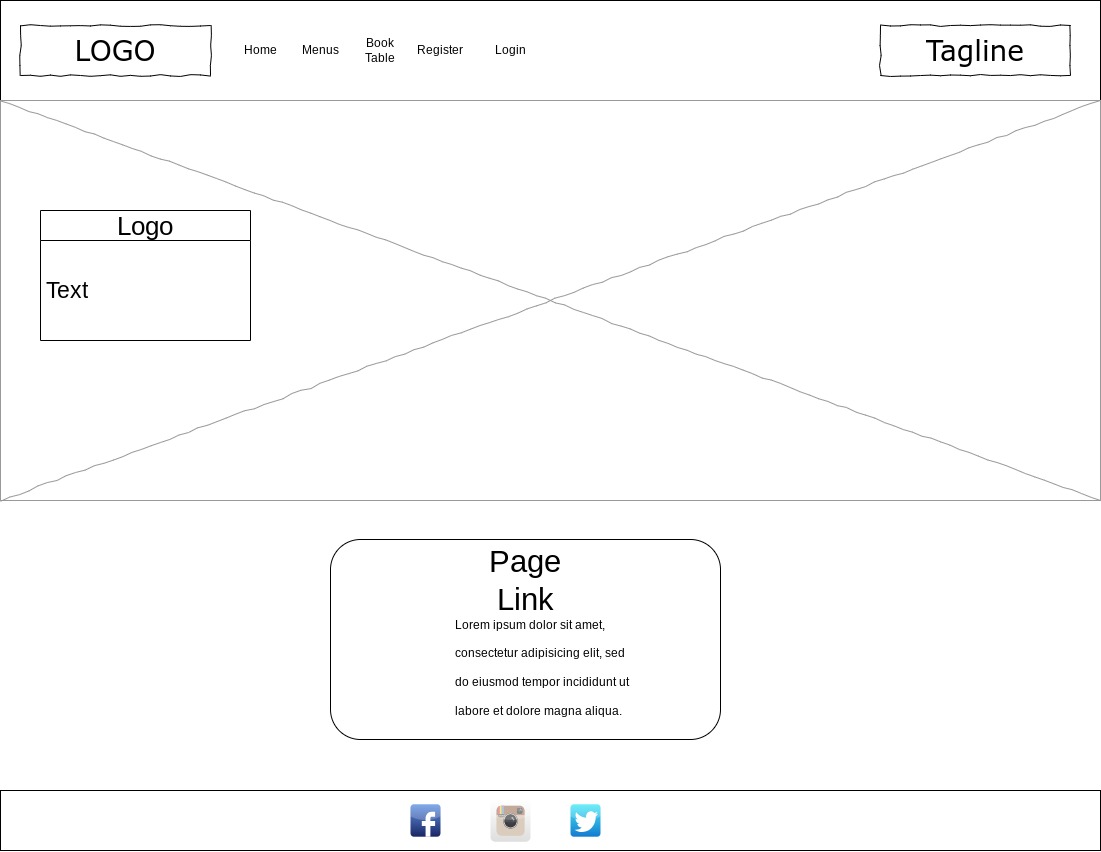 LOGO
Home
Menus
Book
Table
Register
Login
Tagline
Logo
Text
Page
Link
Lorem ipsum dolor sit amet,
consectetur adipisicing elit, sed
do eiusmod tempor incididunt ut
labore et dolore magna aliqua.
f